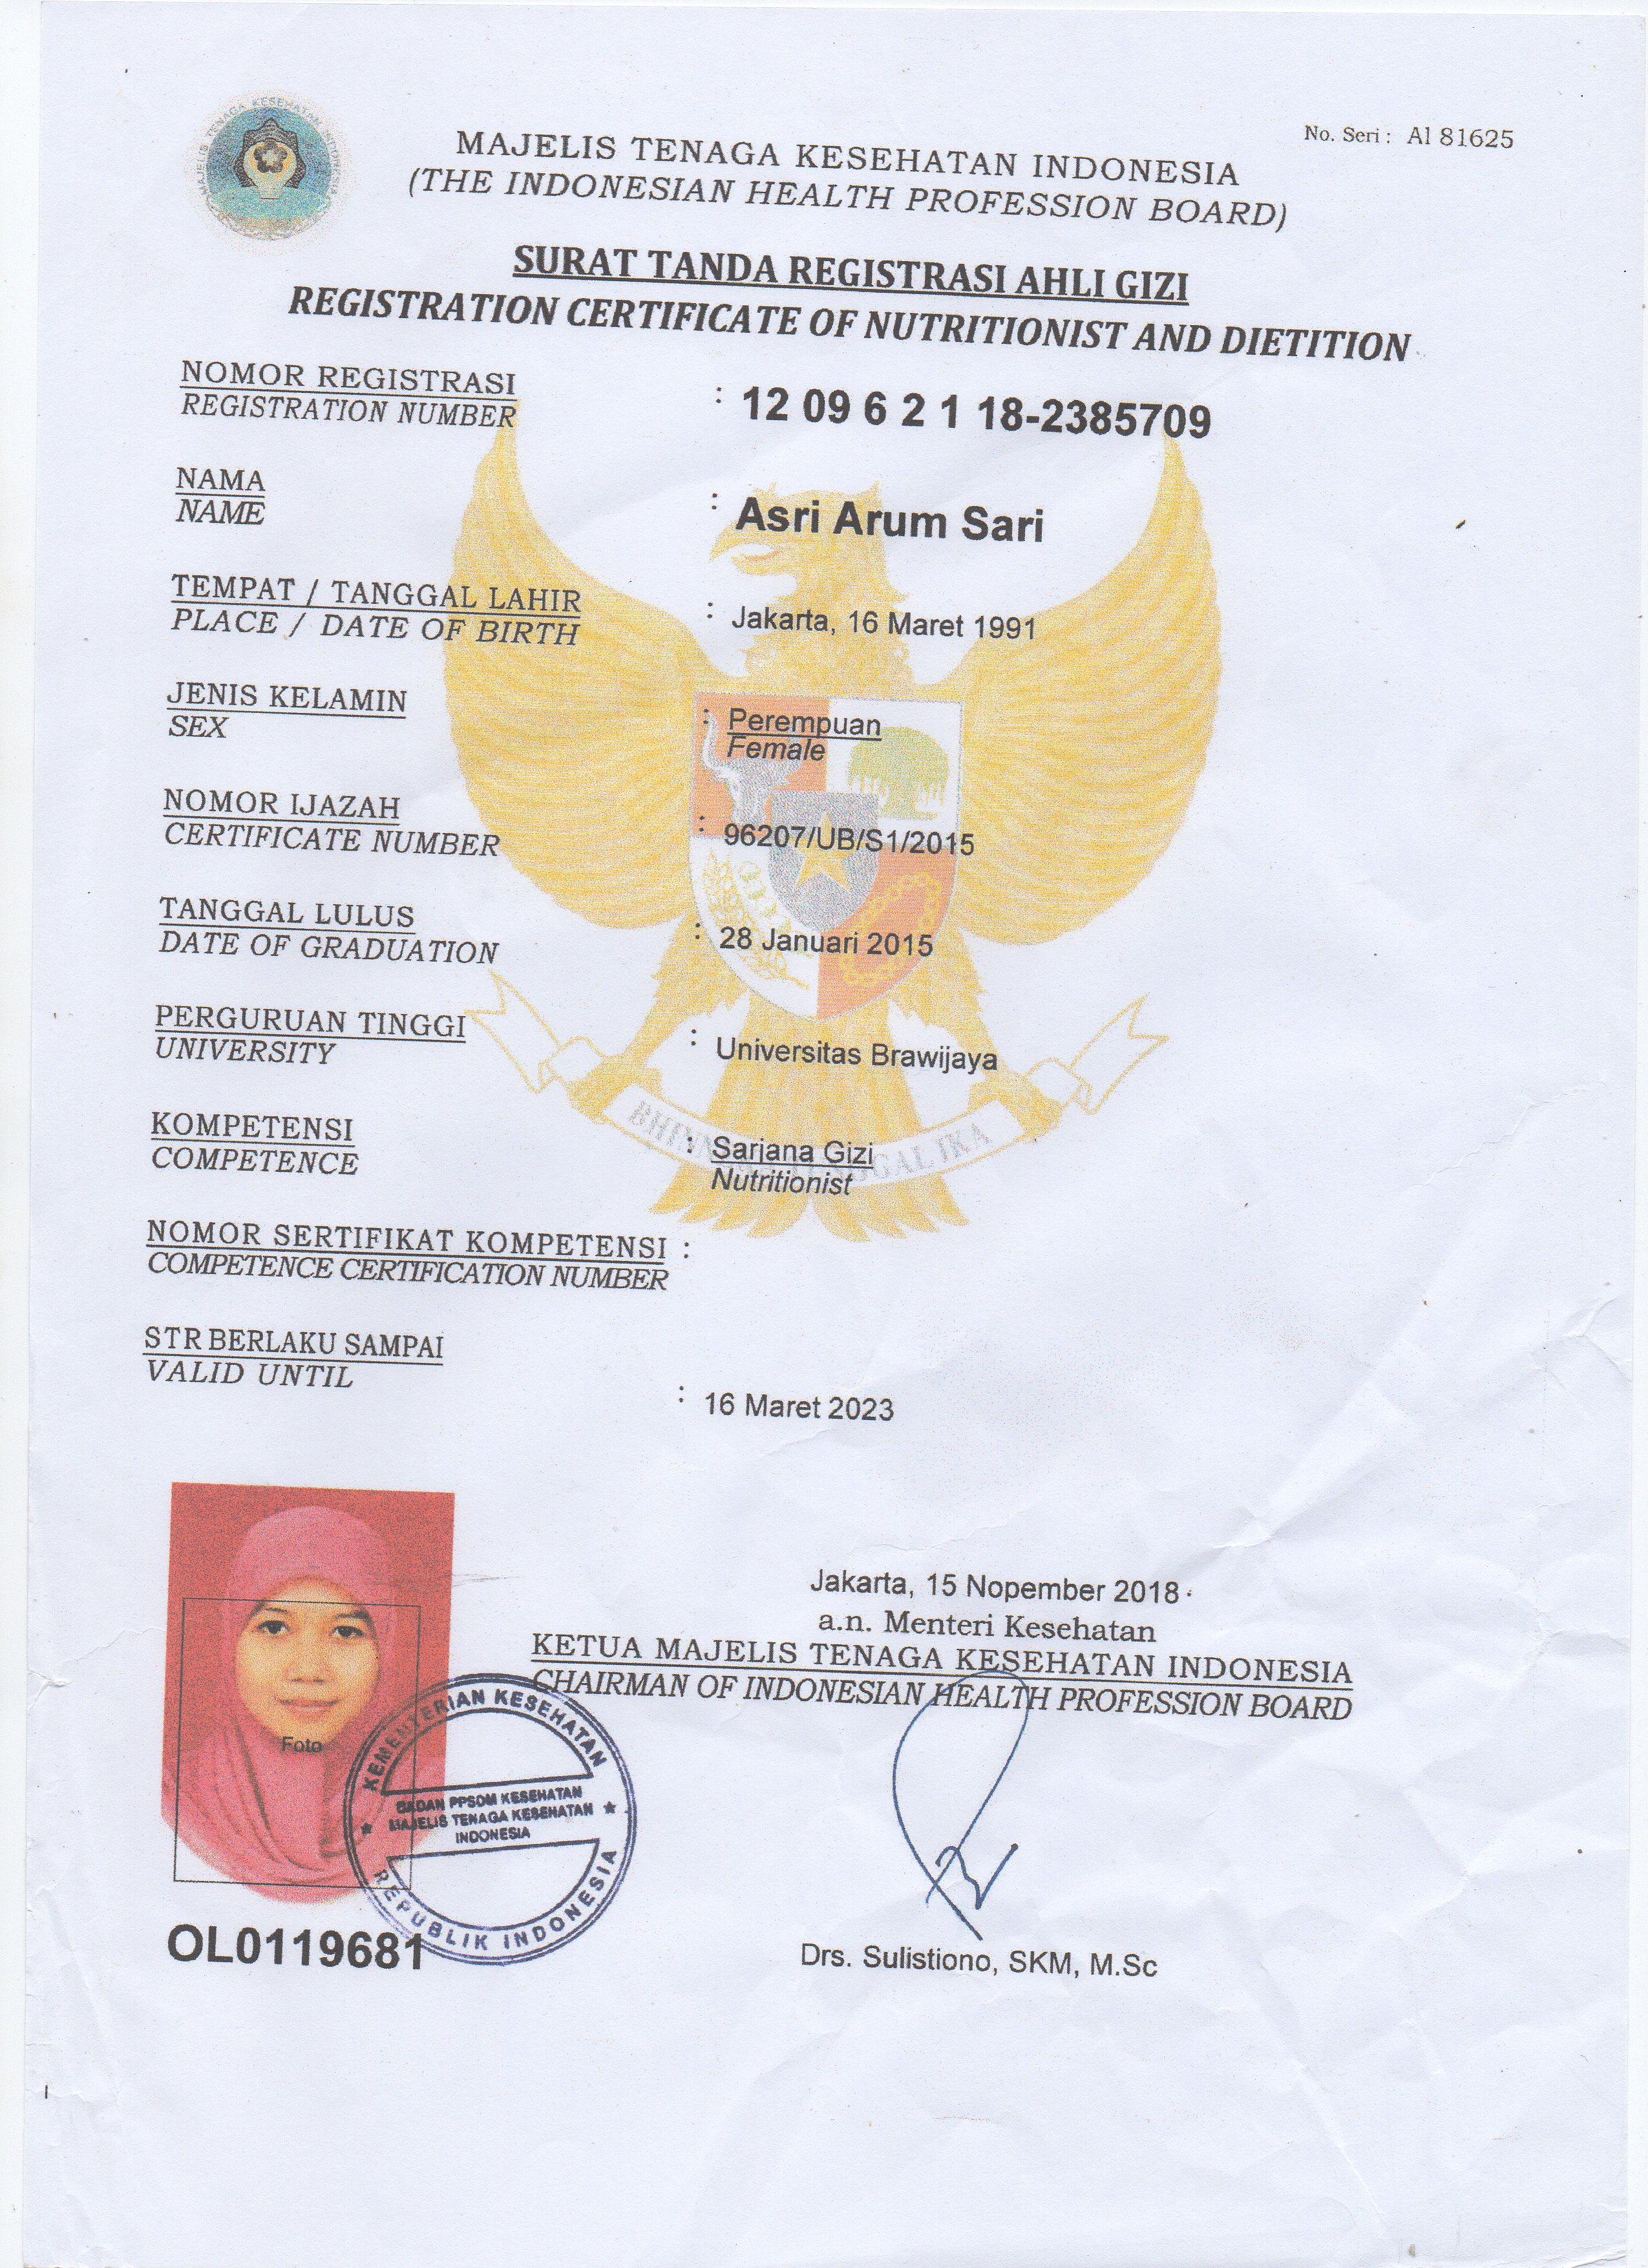 No. Seri : Al 81625
MAJELIS TENAGA KESEHATAN INDONESIA
MAJELIS TENAGA KESEHATAN INDONESIA
(THE INDONESIAN HEALTH PROFESSION BOARD)
SURAT TANDA REGISTRASI AHLI GIZI
REGISTRATION CERTIFICATE OF NUTRITIONIST AND DIETITION
NOMOR REGISTRASI : 12 09 6 2 1 18-2385709
REGISTRATION NUMBER
NAMA : Asri Arum Sari
NAME
TEMPAT / TANGGAL LAHIR : Jakarta, 16 Maret 1991
PLACE / DATE OF BIRTH
JENIS KELAMIN : Perempuan
SEX Female
NOMOR IJAZAH : 96207/UB/S1/2015
CERTIFICATE NUMBER
TANGGAL LULUS : 28 Januari 2015
DATE OF GRADUATION
PERGURUAN TINGGI : Universitas Brawijaya
UNIVERSITY
KOMPETENSI : Sarjana Gizi
COMPETENCE Nutritionist
BHINNEKA TUNGGAL IKA
NOMOR SERTIFIKAT KOMPETENSI :
COMPETENCE CERTIFICATION NUMBER
STR BERLAKU SAMPAI
VALID UNTIL
: 16 Maret 2023
Jakarta, 15 Nopember 2018
a.n. Menteri Kesehatan
KETUA MAJELIS TENAGA KESEHATAN INDONESIA
CHAIRMAN OF INDONESIAN HEALTH PROFESSION BOARD
Foto
KEMENTERIAN KESEHATAN
BADAN PPSDM KESEHATAN
MAJELIS TENAGA KESEHATAN
INDONESIA
REPUBLIK INDONESIA
OL0119681
Drs. Sulistiono, SKM, M.Sc